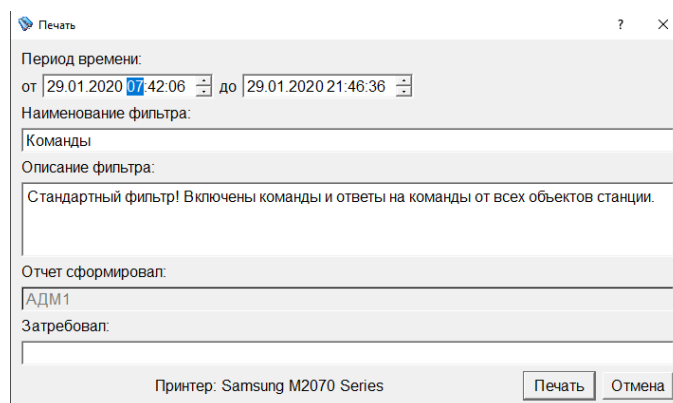 Печать ?
Период времени:
от 29.01.2020 07:42:06 до 29.01.2020 21:46:36
Наименование фильтра:
Команды
Описание фильтра:
Стандартный фильтр! Включены команды и ответы на команды от всех объектов станции.
Отчет сформировал:
АДМ1
Затребовал:
Принтер: Samsung M2070 Series Печать Отмена